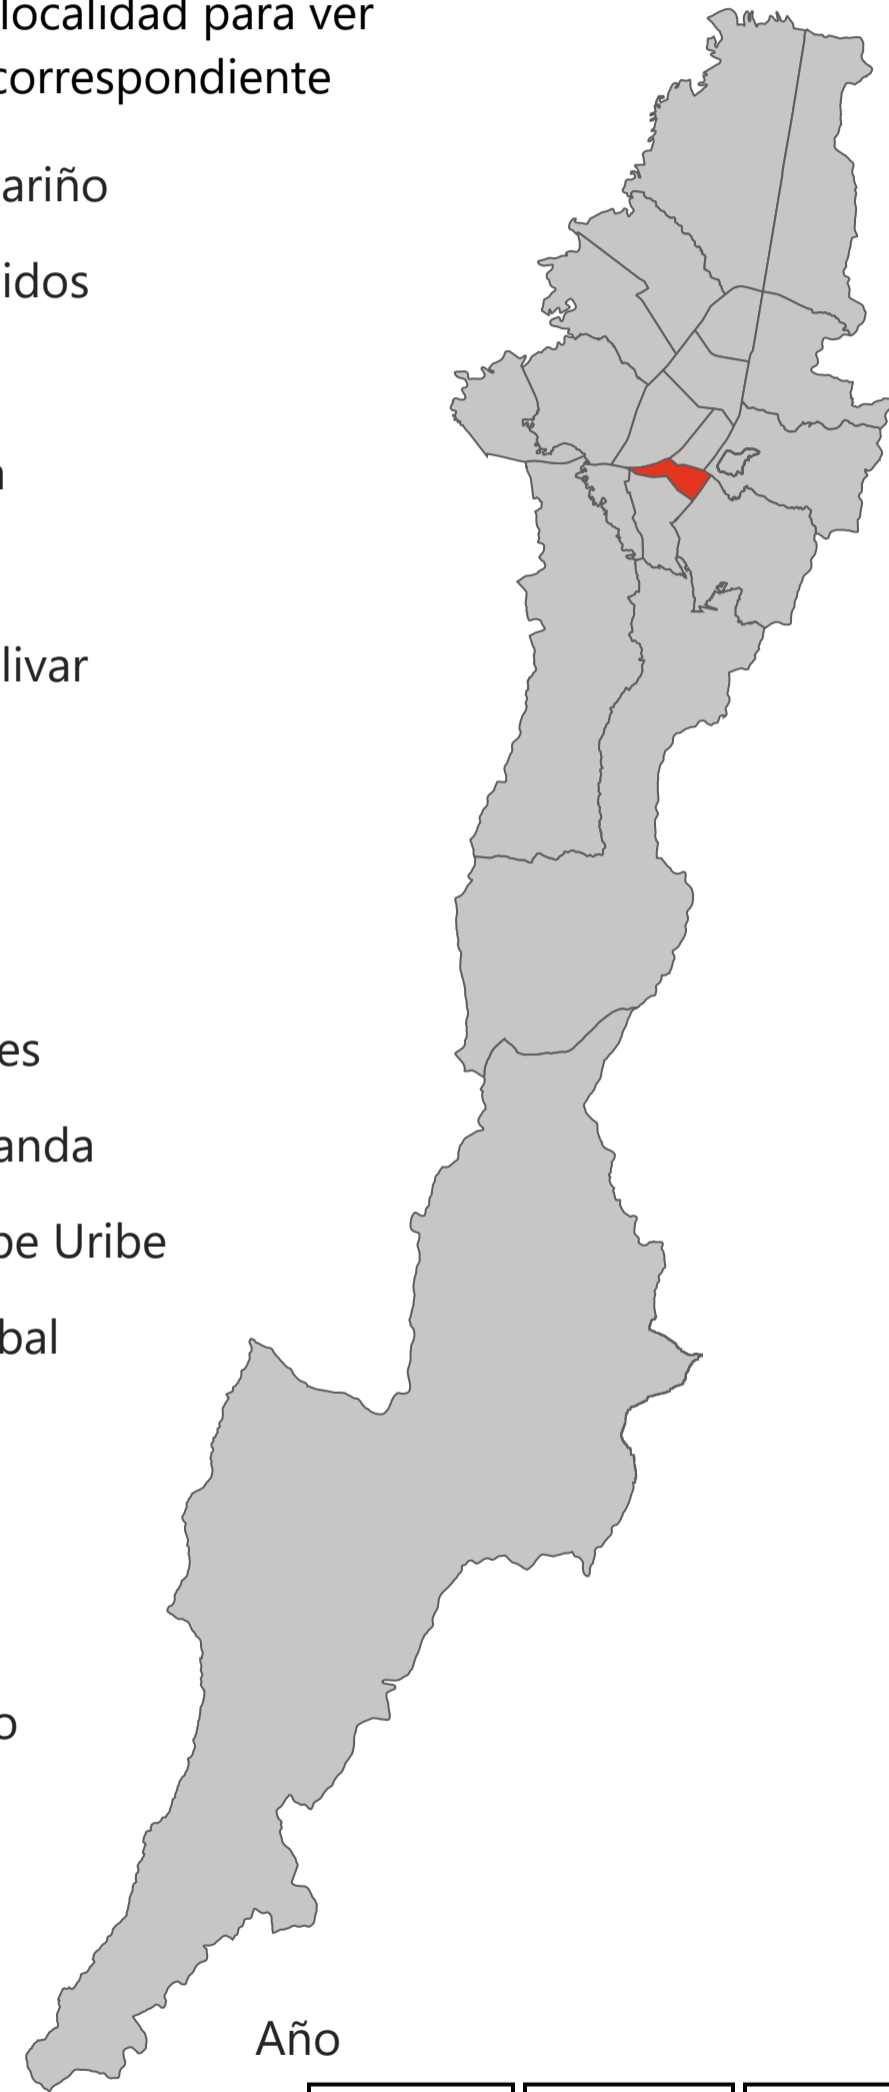 localidad para ver
correspondiente
ariño
idos
a
livar
es
anda
be Uribe
bal
o
Año